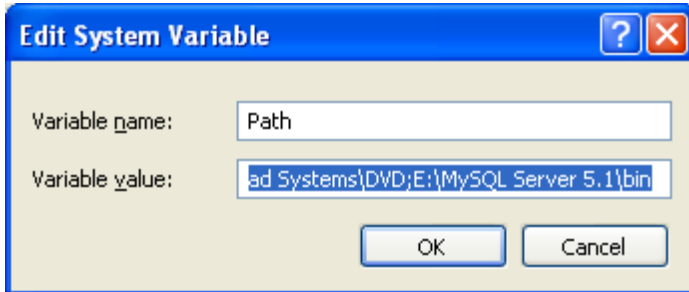 Edit System Variable
?
Variable name: Path
Variable value: ad Systems\DVD;E:\MySQL Server 5.1\bin
OK Cancel